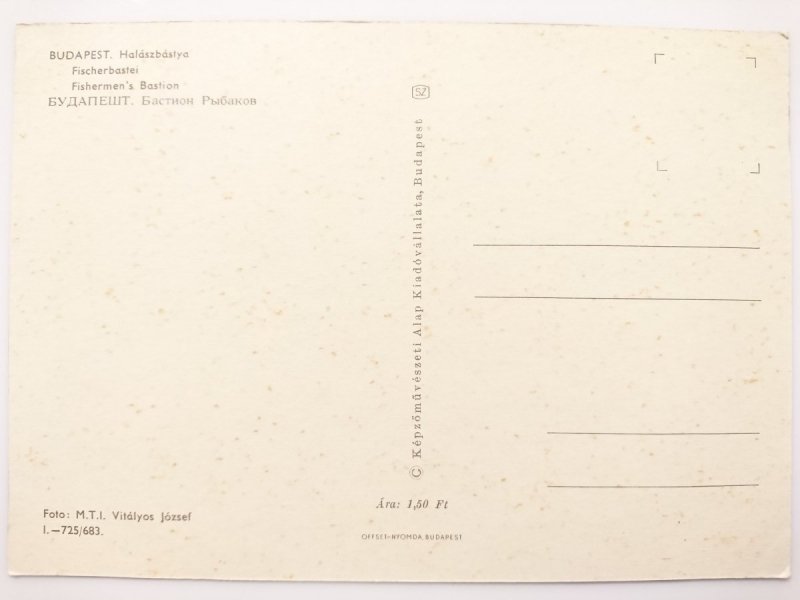 BUDAPEST. Halászbástya
Fischerbastei
Fishermen's Bastion
БУДАПЕШТ. Бастион Рыбаков
SZ
© Képzőművészeti Alap Kiadóvállalata, Budapest
Foto: M.T.I. Vitályos József
I.—725/683.
Ára: 1,50 Ft
OFFSET-NYOMDA, BUDAPEST